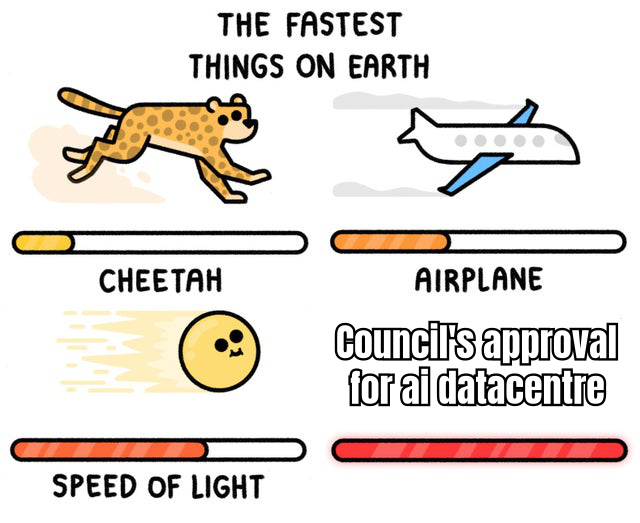 THE FASTEST
THINGS ON EARTH
CHEETAH
AIRPLANE
Council's approval
for ai datacentre
SPEED OF LIGHT